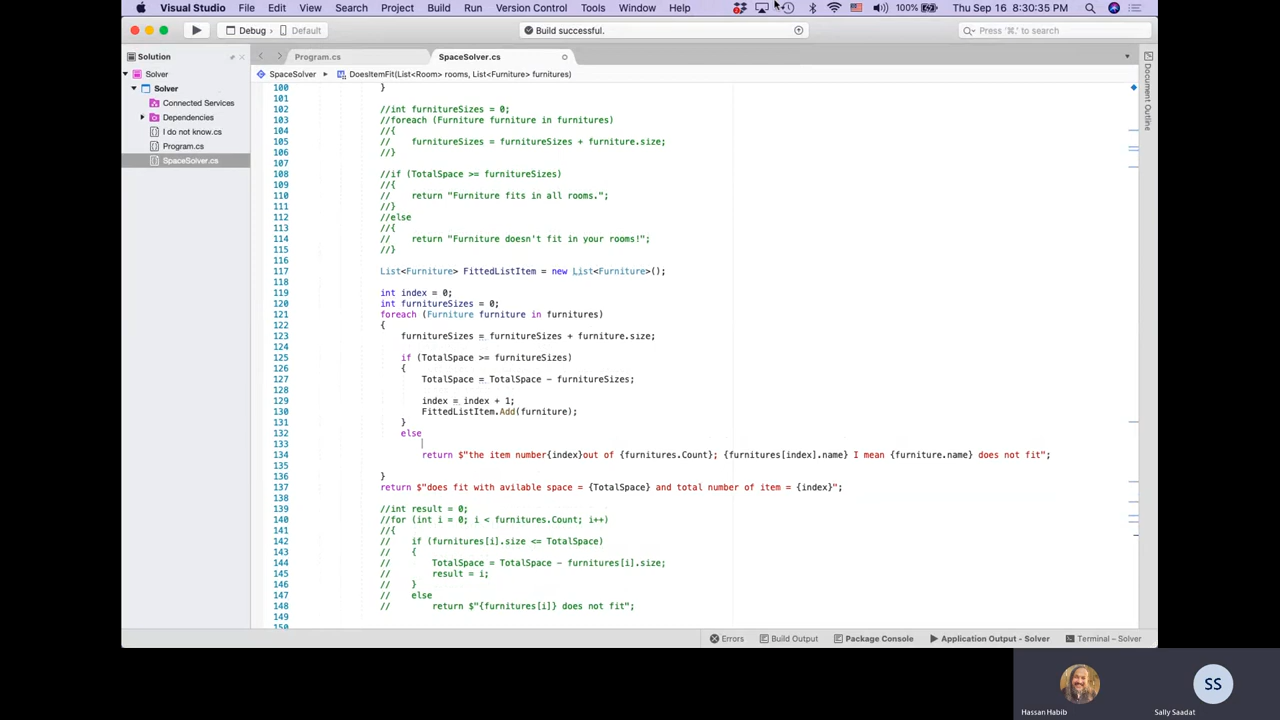 Visual Studio File Edit View Search Project Build Run Version Control Tools Window Help 100% Thu Sep 16 8:30:35 PM
Debug Default Build successful. Press '⌘.' to search
Solution Program.cs SpaceSolver.cs
Solver SpaceSolver DoesItemFit(List<Room> rooms, List<Furniture> furnitures)
Solver
Connected Services
Dependencies
I do not know.cs
Program.cs
SpaceSolver.cs
Document Outline
100 }
101
102 //int furnitureSizes = 0;
103 //foreach (Furniture furniture in furnitures)
104 //{
105 // furnitureSizes = furnitureSizes + furniture.size;
106 //}
107
108 //if (TotalSpace >= furnitureSizes)
109 //{
110 // return "Furniture fits in all rooms.";
111 //}
112 //else
113 //{
114 // return "Furniture doesn't fit in your rooms!";
115 //}
116
117 List<Furniture> FittedListItem = new List<Furniture>();
118
119 int index = 0;
120 int furnitureSizes = 0;
121 foreach (Furniture furniture in furnitures)
122 {
123 furnitureSizes = furnitureSizes + furniture.size;
124
125 if (TotalSpace >= furnitureSizes)
126 {
127 TotalSpace = TotalSpace - furnitureSizes;
128
129 index = index + 1;
130 FittedListItem.Add(furniture);
131 }
132 else
133
134 return $"the item number{index}out of {furnitures.Count}; {furnitures[index].name} I mean {furniture.name} does not fit";
135
136 }
137 return $"does fit with avilable space = {TotalSpace} and total number of item = {index}";
138
139 //int result = 0;
140 //for (int i = 0; i < furnitures.Count; i++)
141 //{
142 // if (furnitures[i].size <= TotalSpace)
143 // {
144 // TotalSpace = TotalSpace - furnitures[i].size;
145 // result = i;
146 // }
147 // else
148 // return $"{furnitures[i]} does not fit";
149
150
Errors Build Output Package Console Application Output - Solver Terminal – Solver
SS
Hassan Habib Sally Saadat